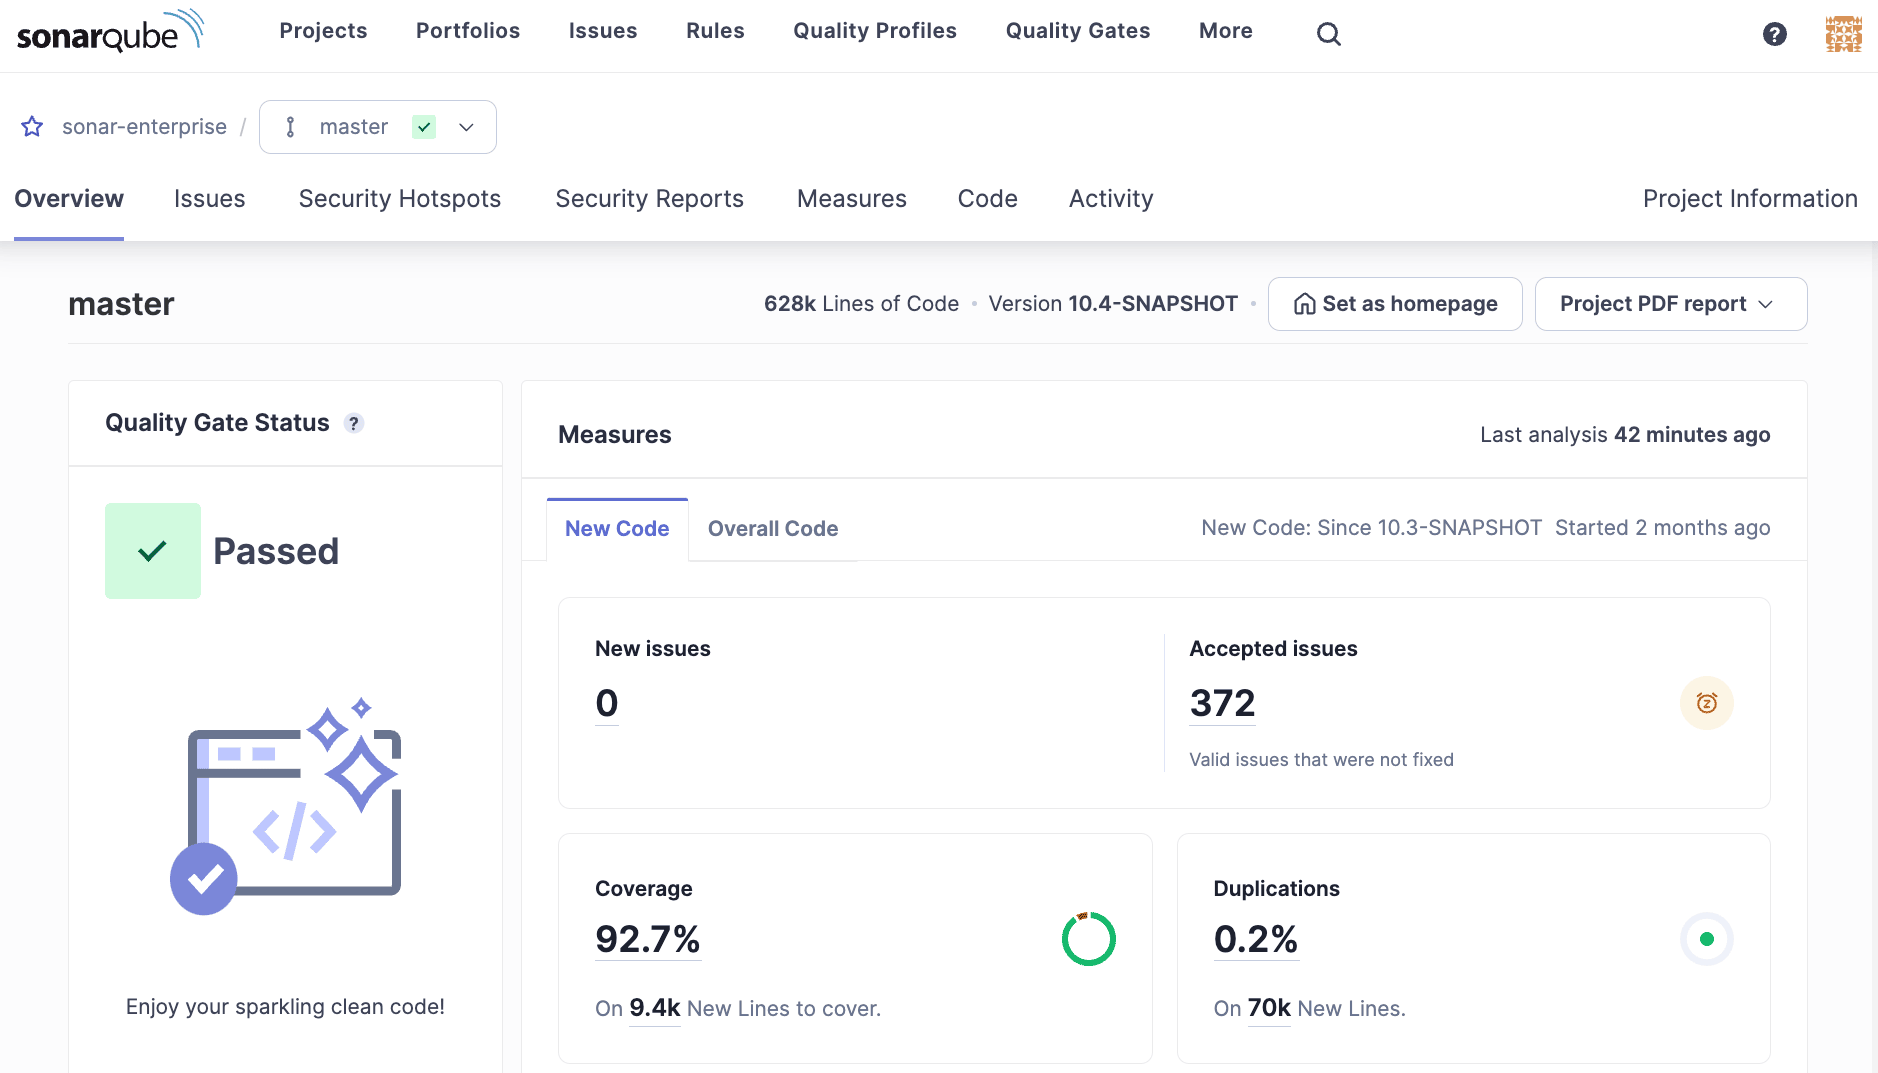 sonarqube
Projects Portfolios Issues Rules Quality Profiles Quality Gates More
?
sonar-enterprise / master
Overview Issues Security Hotspots Security Reports Measures Code Activity Project Information
master
628k Lines of Code • Version 10.4-SNAPSHOT • Set as homepage Project PDF report
Quality Gate Status ?
Passed
</>
Enjoy your sparkling clean code!
Measures Last analysis 42 minutes ago
New Code Overall Code New Code: Since 10.3-SNAPSHOT Started 2 months ago
New issues
0
Accepted issues
372
Z
Valid issues that were not fixed
Coverage
92.7%
On 9.4k New Lines to cover.
Duplications
0.2%
On 70k New Lines.